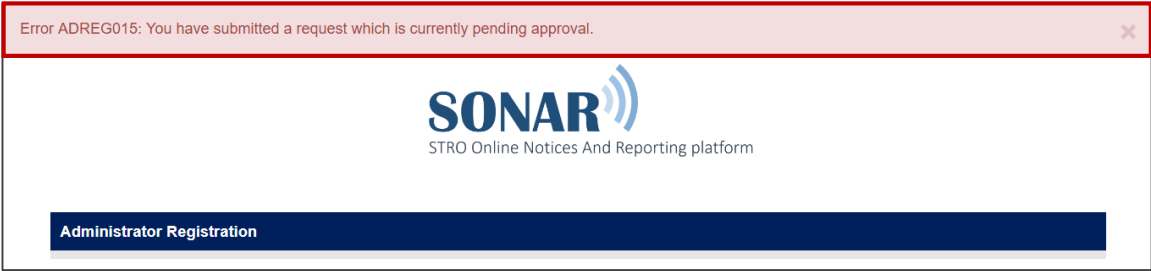 Error ADREG015: You have submitted a request which is currently pending approval.
SONAR
STRO Online Notices And Reporting platform
Administrator Registration